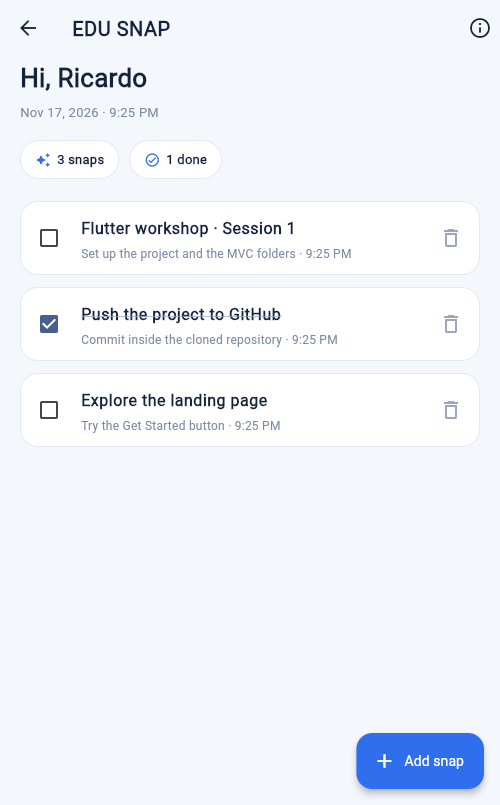 EDU SNAP
Hi, Ricardo
Nov 17, 2026 · 9:25 PM
3 snaps
1 done
Flutter workshop · Session 1
Set up the project and the MVC folders · 9:25 PM
Push the project to GitHub
Commit inside the cloned repository · 9:25 PM
Explore the landing page
Try the Get Started button · 9:25 PM
Add snap